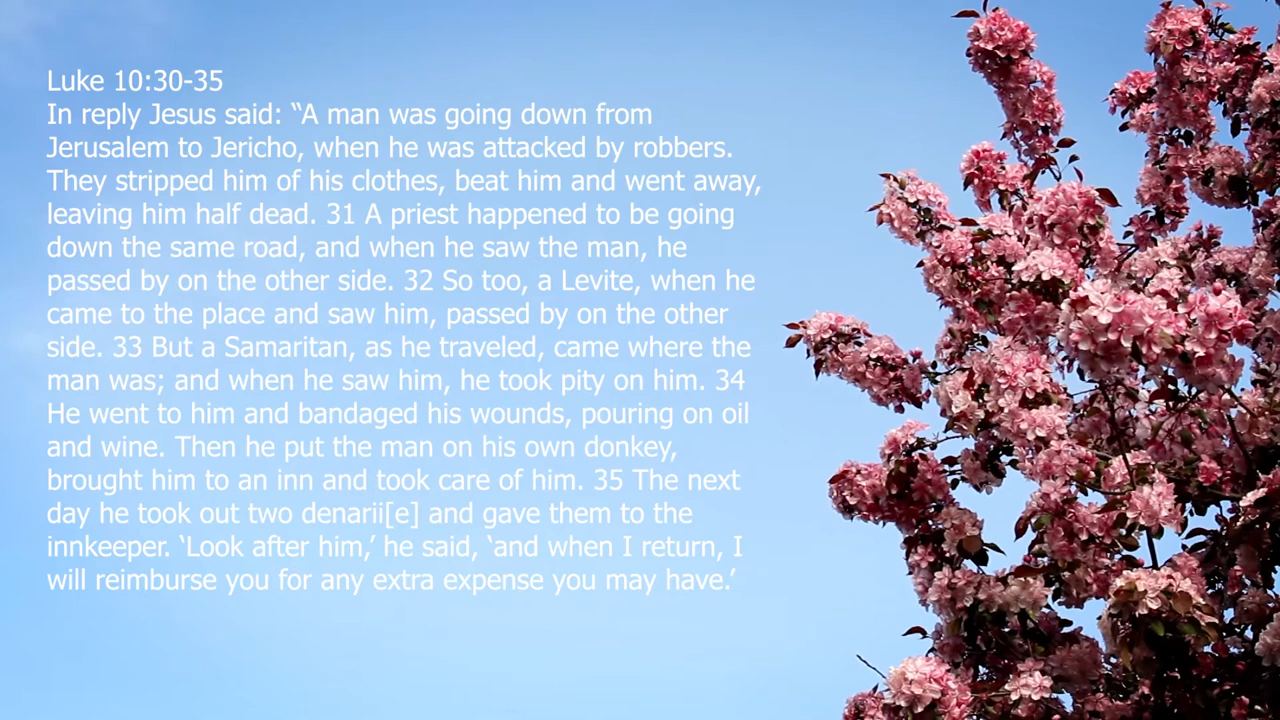 Luke 10:30-35
In reply Jesus said: “A man was going down from
Jerusalem to Jericho, when he was attacked by robbers.
They stripped him of his clothes, beat him and went away,
leaving him half dead. 31 A priest happened to be going
down the same road, and when he saw the man, he
passed by on the other side. 32 So too, a Levite, when he
came to the place and saw him, passed by on the other
side. 33 But a Samaritan, as he traveled, came where the
man was; and when he saw him, he took pity on him. 34
He went to him and bandaged his wounds, pouring on oil
and wine. Then he put the man on his own donkey,
brought him to an inn and took care of him. 35 The next
day he took out two denarii[e] and gave them to the
innkeeper. ‘Look after him,’ he said, ‘and when I return, I
will reimburse you for any extra expense you may have.’